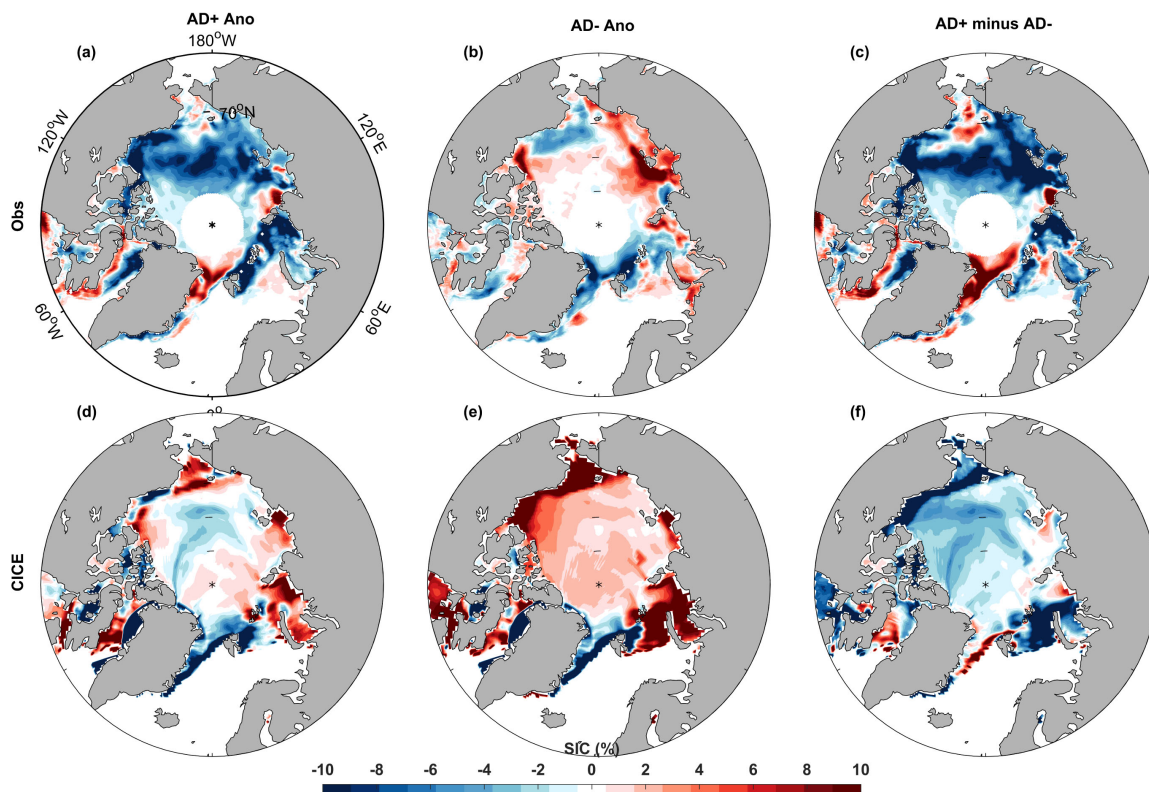 AD+ Ano
AD- Ano
AD+ minus AD-
(a)
180°W
(b)
(c)
70°N
120°W
120°E
Obs
60°W
60°E
(d)
(e)
(f)
CICE
SIC (%)
-10 -8 -6 -4 -2 0 2 4 6 8 10